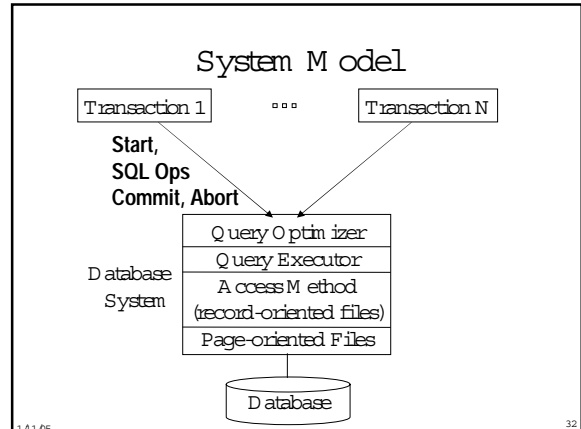 System Model
Transaction 1
...
Transaction N
Start,
SQL Ops
Commit, Abort
Query Optimizer
Query Executor
Access Method
(record-oriented files)
Page-oriented Files
Database
System
Database
32